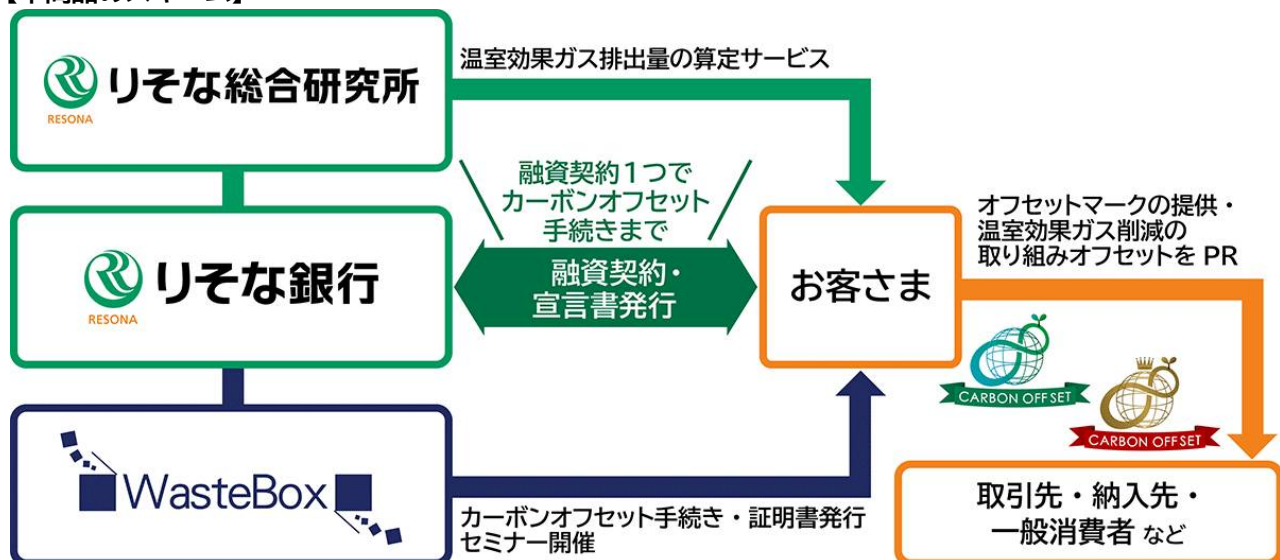 りそな総合研究所
RESONA
温室効果ガス排出量の算定サービス
融資契約1つで
カーボンオフセット
手続きまで
りそな銀行
RESONA
融資契約・
宣言書発行
お客さま
オフセットマークの提供・
温室効果ガス削減の
取り組みオフセットを PR
CARBON OFFSET
CARBON OFFSET
WasteBox
カーボンオフセット手続き・証明書発行
セミナー開催
取引先・納入先・
一般消費者 など